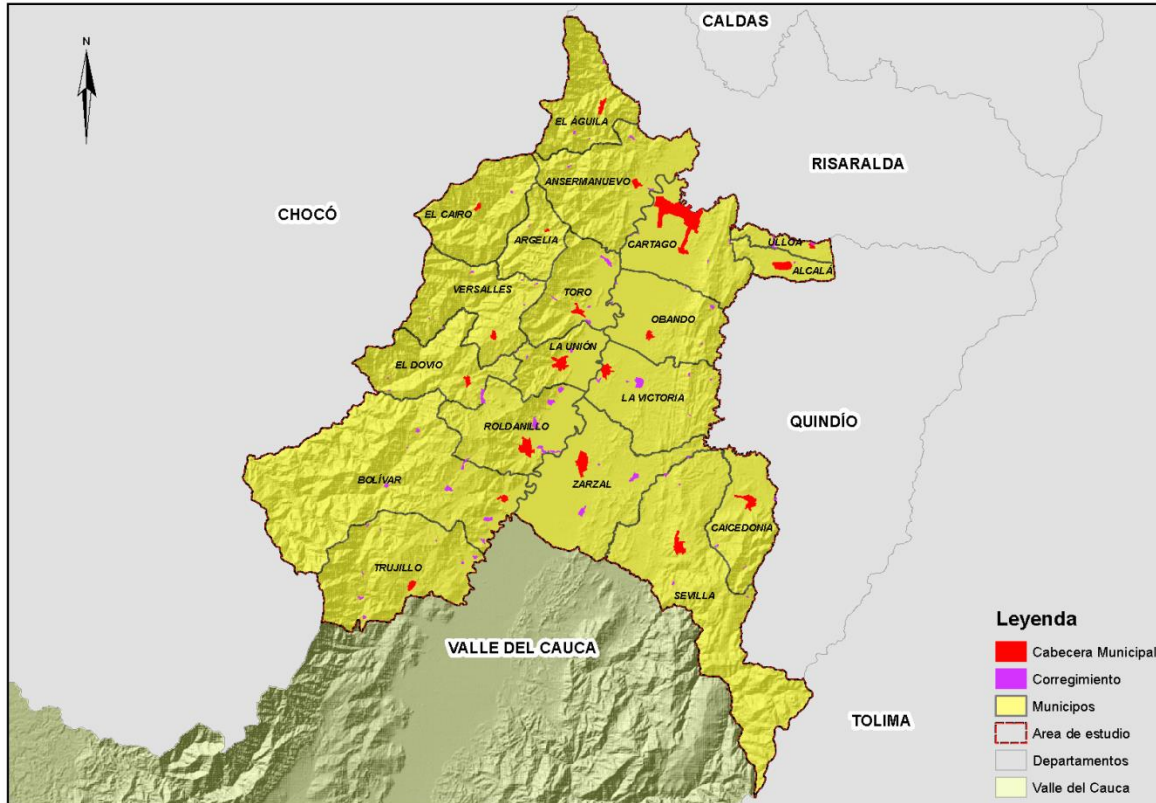 CALDAS
N
EL ÁGUILA
RISARALDA
ANSERMANUEVO
CHOCÓ
EL CAIRO
ARGELIA
CARTAGO
ULLOA
ALCALÁ
VERSALLES
TORO
OBANDO
LA UNIÓN
EL DOVIO
LA VICTORIA
QUINDÍO
ROLDANILLO
BOLÍVAR
ZARZAL
CAICEDONIA
TRUJILLO
SEVILLA
VALLE DEL CAUCA
TOLIMA
Leyenda
Cabecera Municipal
Corregimiento
Municipos
Area de estudio
Departamentos
Valle del Cauca